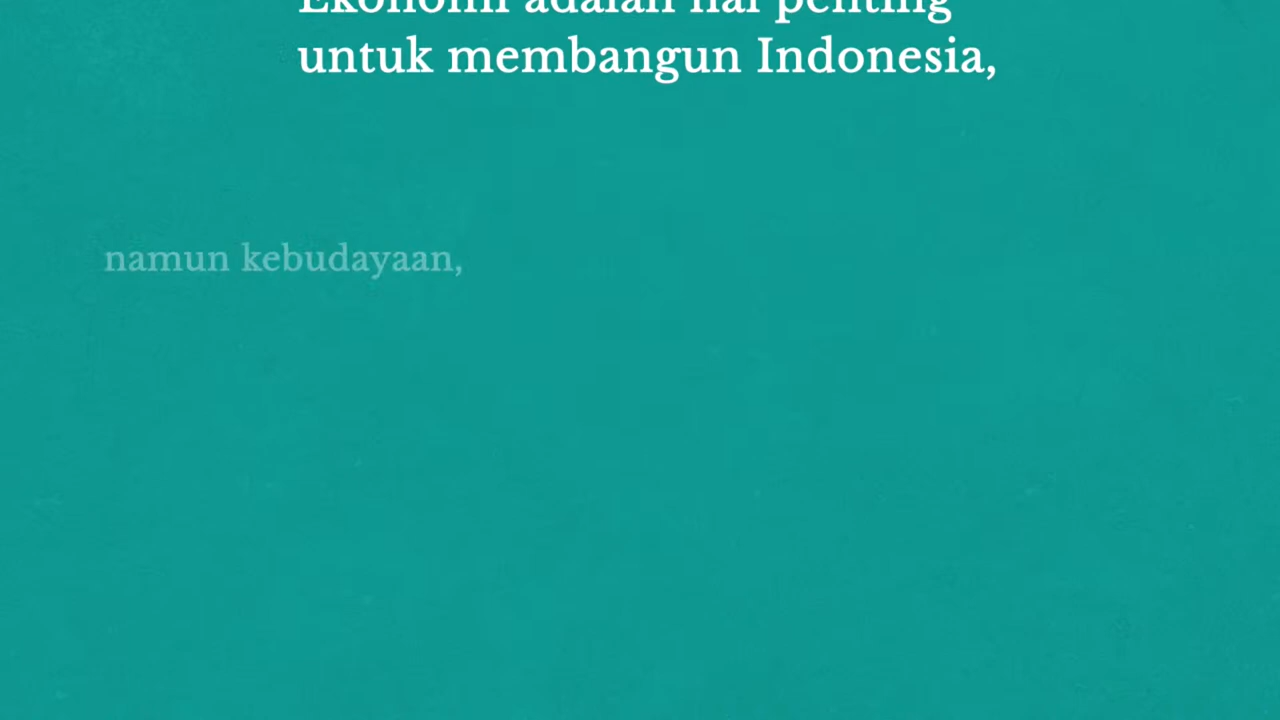 Ekonomi adalah hal penting
untuk membangun Indonesia,
namun kebudayaan,